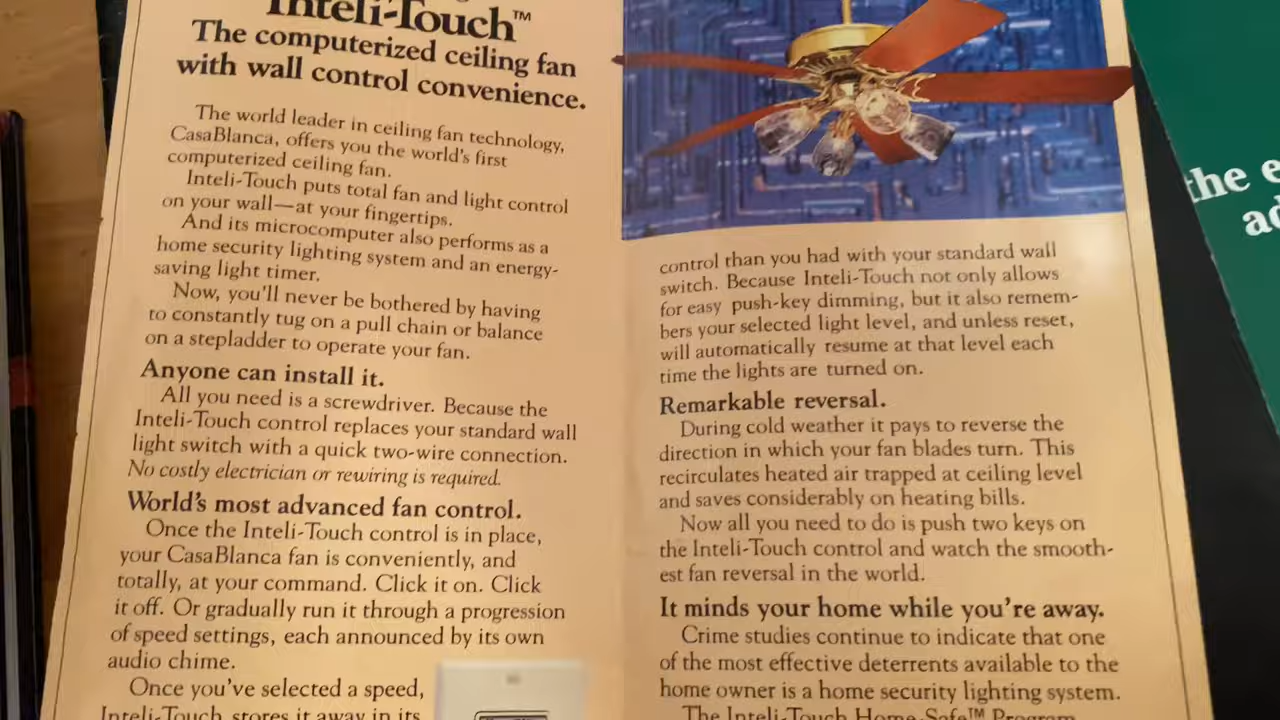 Inteli-Touch™
The computerized ceiling fan
with wall control convenience.
The world leader in ceiling fan technology,
CasaBlanca, offers you the world's first
computerized ceiling fan.
Inteli-Touch puts total fan and light control
on your wall—at your fingertips.
And its microcomputer also performs as a
home security lighting system and an energy-
saving light timer.
Now, you'll never be bothered by having
to constantly tug on a pull chain or balance
on a stepladder to operate your fan.
Anyone can install it.
All you need is a screwdriver. Because the
Inteli-Touch control replaces your standard wall
light switch with a quick two-wire connection.
No costly electrician or rewiring is required.
World's most advanced fan control.
Once the Inteli-Touch control is in place,
your CasaBlanca fan is conveniently, and
totally, at your command. Click it on. Click
it off. Or gradually run it through a progression
of speed settings, each announced by its own
audio chime.
Once you've selected a speed,
Inteli-Touch stores it away in its
control than you had with your standard wall
switch. Because Inteli-Touch not only allows
for easy push-key dimming, but it also remem-
bers your selected light level, and unless reset,
will automatically resume at that level each
time the lights are turned on.
Remarkable reversal.
During cold weather it pays to reverse the
direction in which your fan blades turn. This
recirculates heated air trapped at ceiling level
and saves considerably on heating bills.
Now all you need to do is push two keys on
the Inteli-Touch control and watch the smooth-
est fan reversal in the world.
It minds your home while you're away.
Crime studies continue to indicate that one
of the most effective deterrents available to the
home owner is a home security lighting system.
The Inteli-Touch Home-Safe™ Program
the